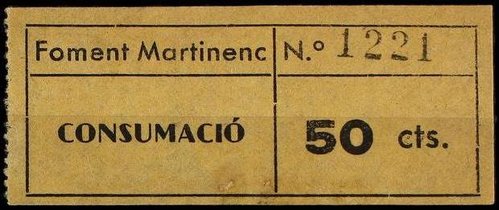 Foment Martinenc N.º 1221
CONSUMACIÓ 50 cts.